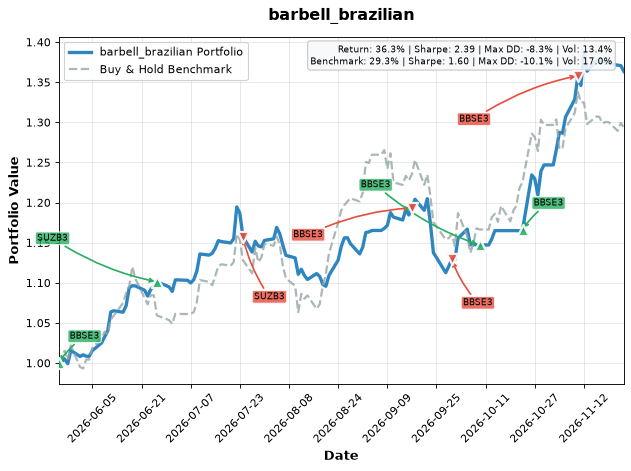 barbell_brazilian
barbell_brazilian Portfolio
Buy & Hold Benchmark
Return: 36.3% | Sharpe: 2.39 | Max DD: -8.3% | Vol: 13.4%
Benchmark: 29.3% | Sharpe: 1.60 | Max DD: -10.1% | Vol: 17.0%
Portfolio Value
1.40
1.35
1.30
1.25
1.20
1.15
1.10
1.05
1.00
BBSE3
BBSE3
BBSE3
BBSE3
SUZB3
SUZB3
BBSE3
BBSE3
2026-06-05
2026-06-21
2026-07-07
2026-07-23
2026-08-08
2026-08-24
2026-09-09
2026-09-25
2026-10-11
2026-10-27
2026-11-12
Date